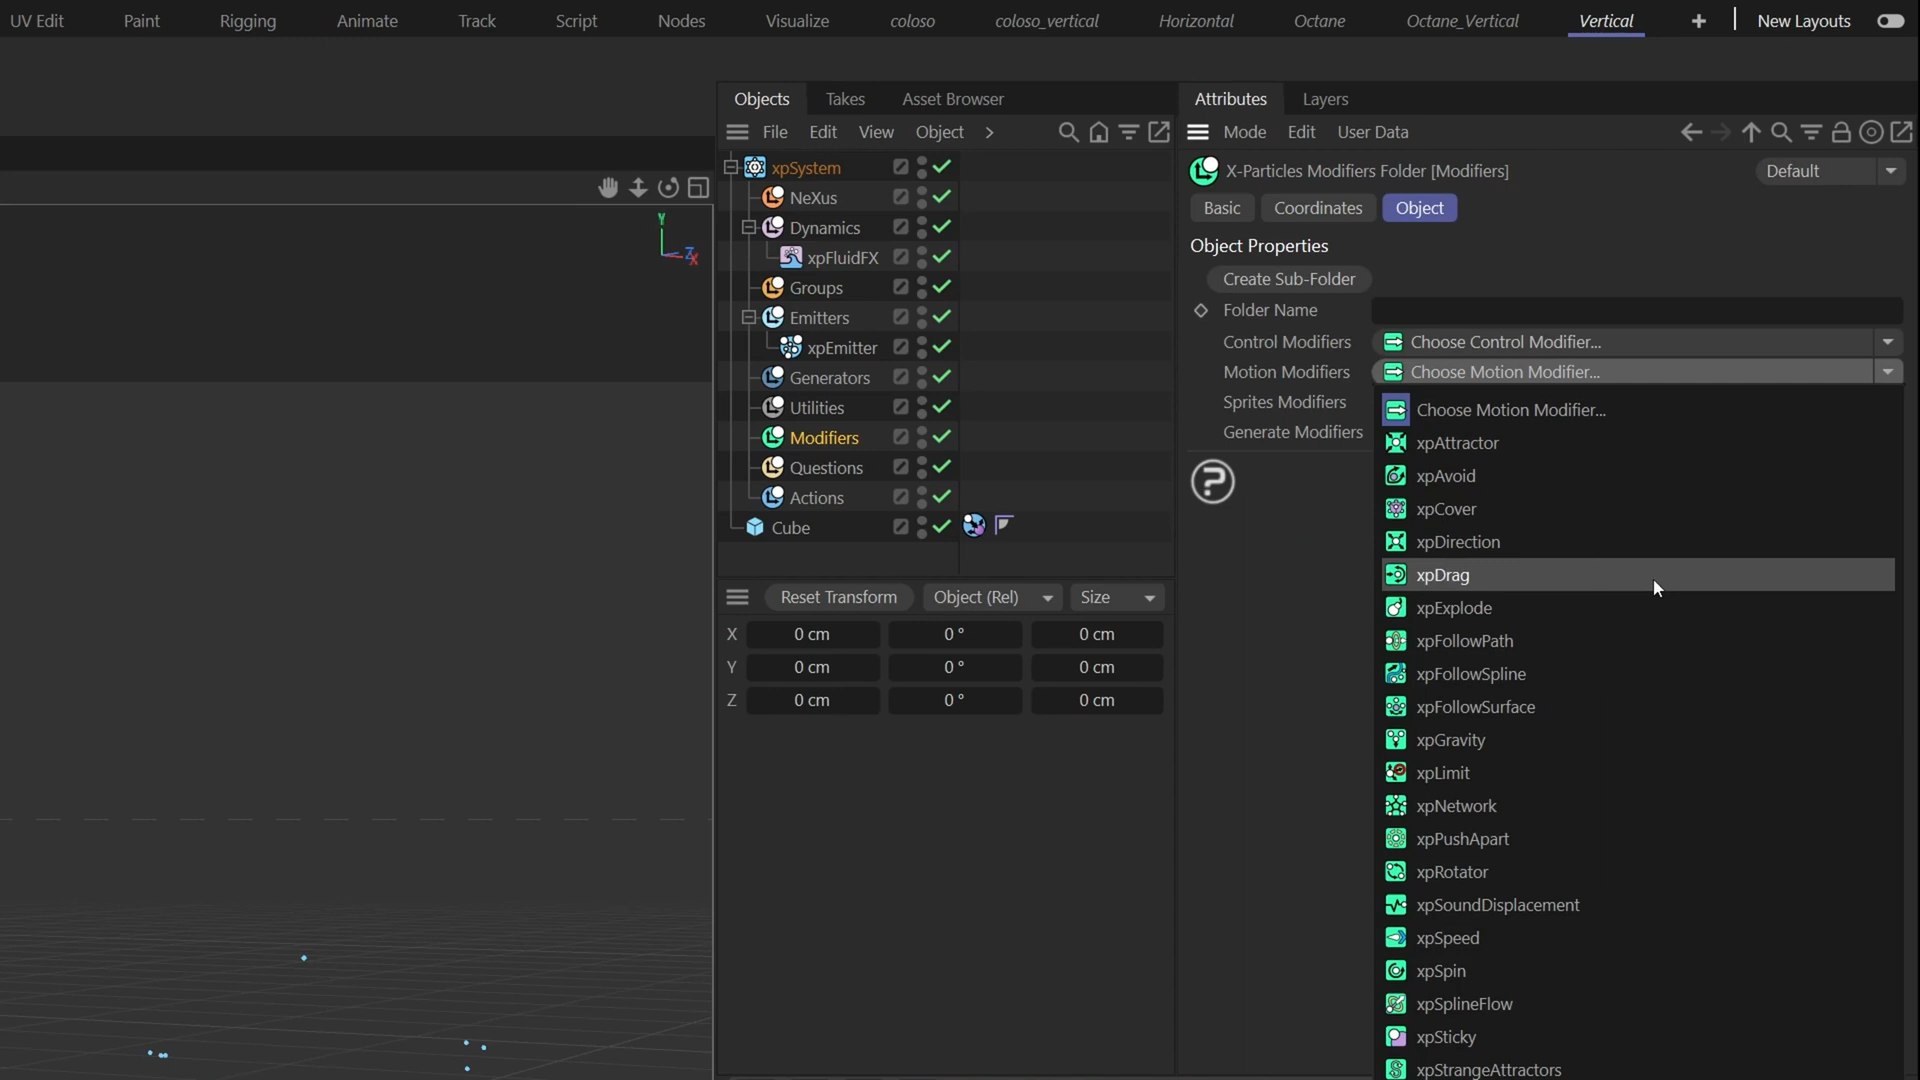 UV Edit Paint Rigging Animate Track Script Nodes Visualize coloso coloso_vertical Horizontal Octane Octane_Vertical Vertical + New Layouts
Objects Takes Asset Browser
File Edit View Object >
xpSystem
NeXus
Dynamics
xpFluidFX
Groups
Emitters
xpEmitter
Generators
Utilities
Modifiers
Questions
Actions
Cube
Reset Transform Object (Rel) Size
X 0 cm 0 ° 0 cm
Y 0 cm 0 ° 0 cm
Z 0 cm 0 ° 0 cm
Attributes Layers
Mode Edit User Data
X-Particles Modifiers Folder [Modifiers] Default
Basic Coordinates Object
Object Properties
Create Sub-Folder
Folder Name
Control Modifiers Choose Control Modifier...
Motion Modifiers Choose Motion Modifier...
Sprites Modifiers
Generate Modifiers
Choose Motion Modifier...
xpAttractor
xpAvoid
xpCover
xpDirection
xpDrag
xpExplode
xpFollowPath
xpFollowSpline
xpFollowSurface
xpGravity
xpLimit
xpNetwork
xpPushApart
xpRotator
xpSoundDisplacement
xpSpeed
xpSpin
xpSplineFlow
xpSticky
xpStrangeAttractors
Y
Z
X